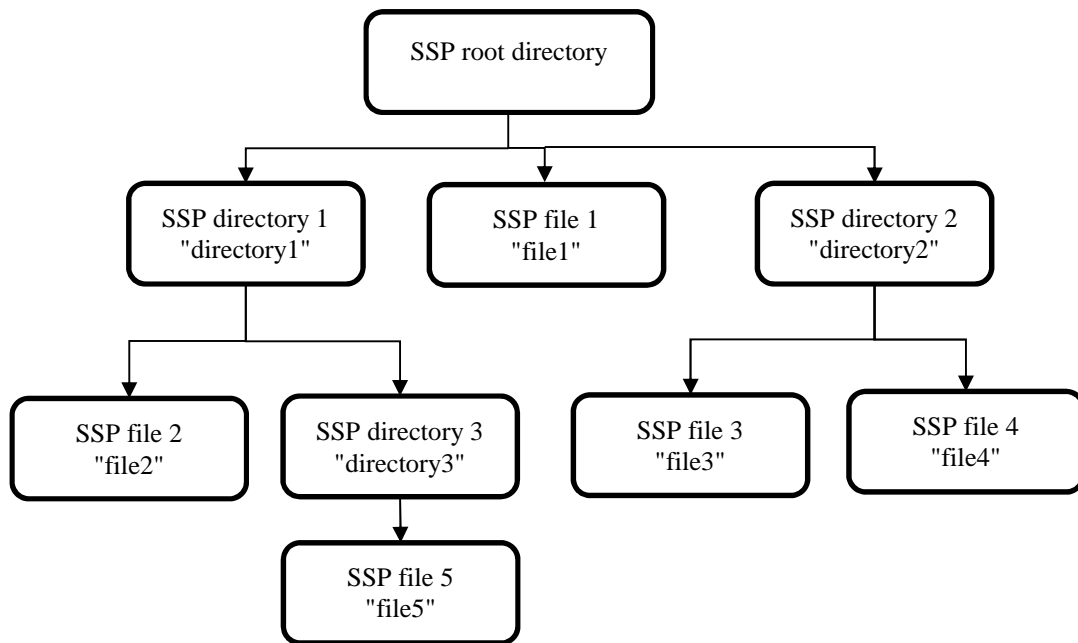 SSP root directory
SSP directory 1
"directory1"
SSP file 1
"file1"
SSP directory 2
"directory2"
SSP file 2
"file2"
SSP directory 3
"directory3"
SSP file 3
"file3"
SSP file 4
"file4"
SSP file 5
"file5"